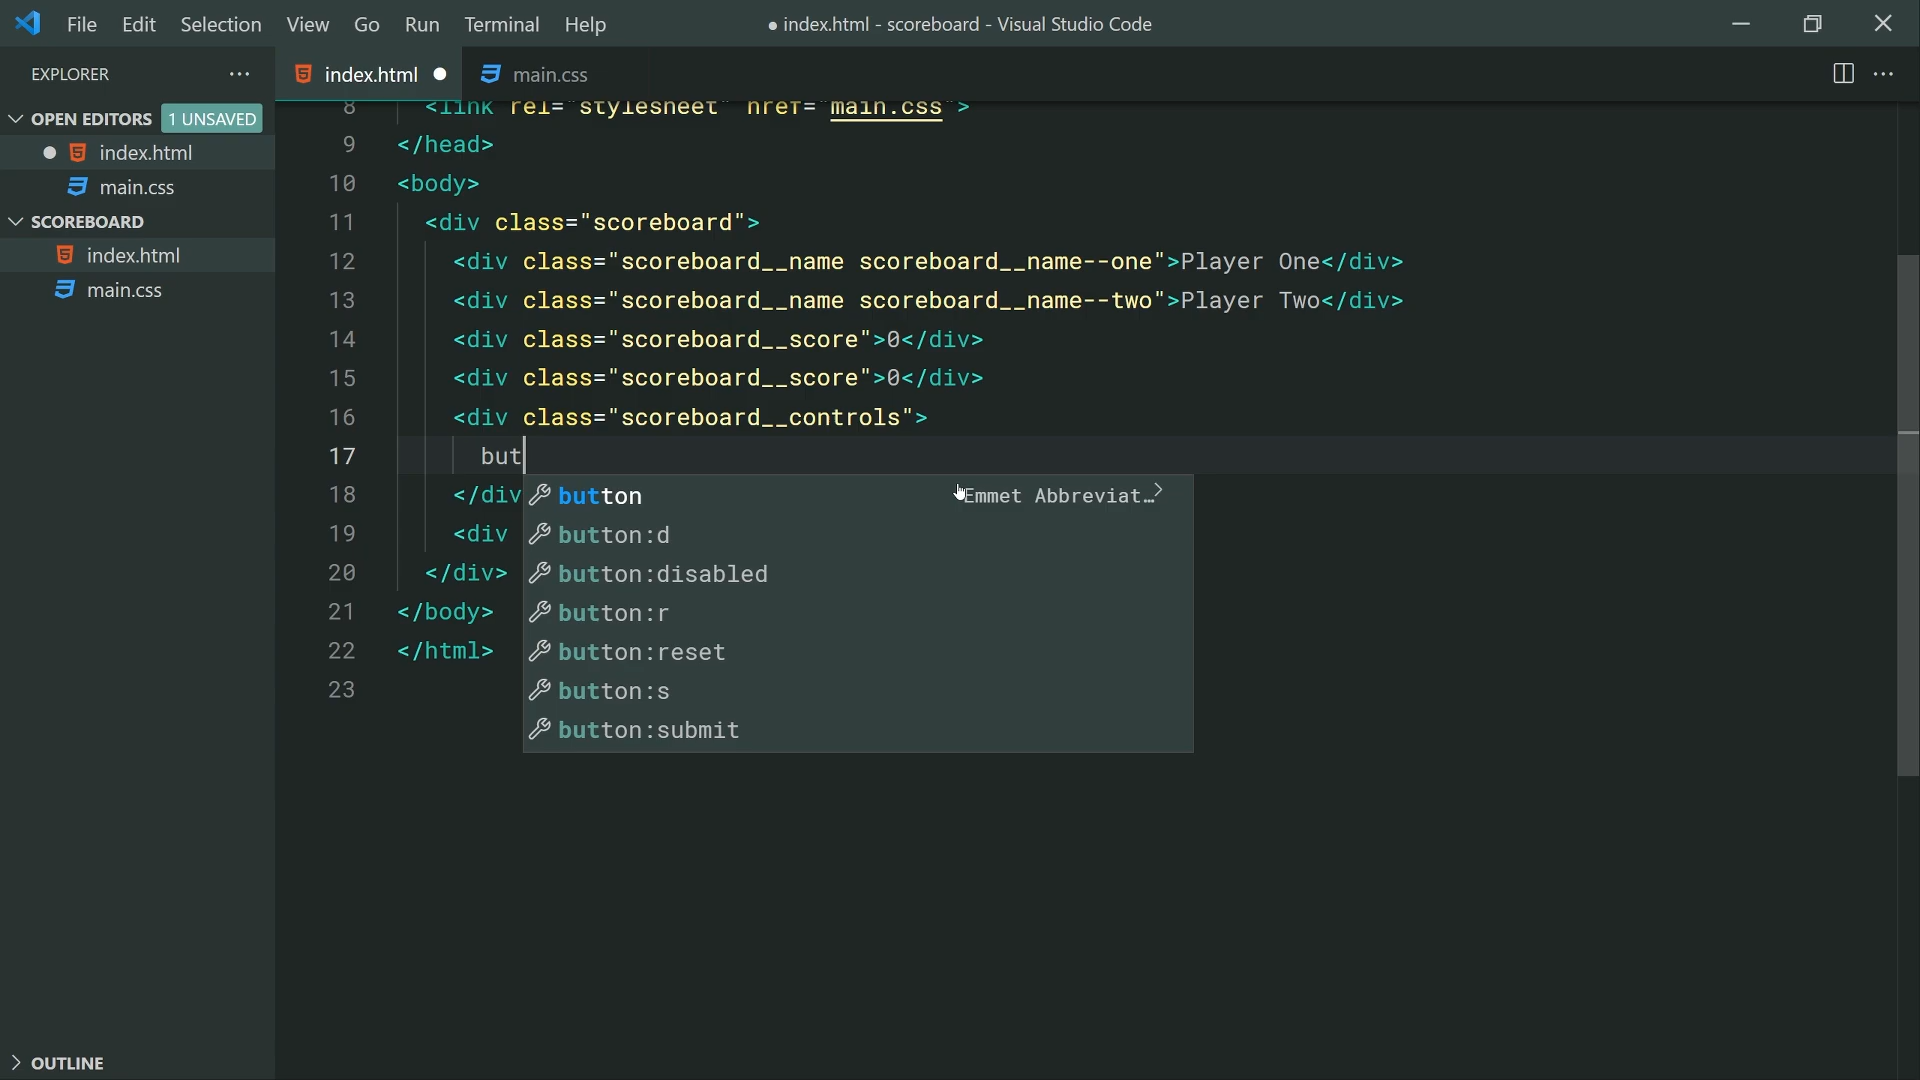 File Edit Selection View Go Run Terminal Help
● index.html - scoreboard - Visual Studio Code
EXPLORER ···
index.html ●
main.css
OPEN EDITORS 1 UNSAVED
● index.html
main.css
SCOREBOARD
index.html
main.css
OUTLINE
8 <link rel="stylesheet" href="main.css">
9 </head>
10 <body>
11 <div class="scoreboard">
12 <div class="scoreboard__name scoreboard__name--one">Player One</div>
13 <div class="scoreboard__name scoreboard__name--two">Player Two</div>
14 <div class="scoreboard__score">0</div>
15 <div class="scoreboard__score">0</div>
16 <div class="scoreboard__controls">
17 but
18 </div
19 <div
20 </div>
21 </body>
22 </html>
23
button Emmet Abbreviat…>
button:d
button:disabled
button:r
button:reset
button:s
button:submit